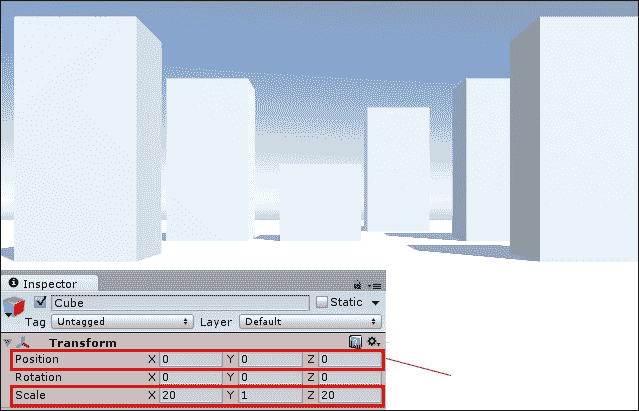 Inspector
Cube Static
Tag Untagged Layer Default
Transform
Position X 0 Y 0 Z 0
Rotation X 0 Y 0 Z 0
Scale X 20 Y 1 Z 20